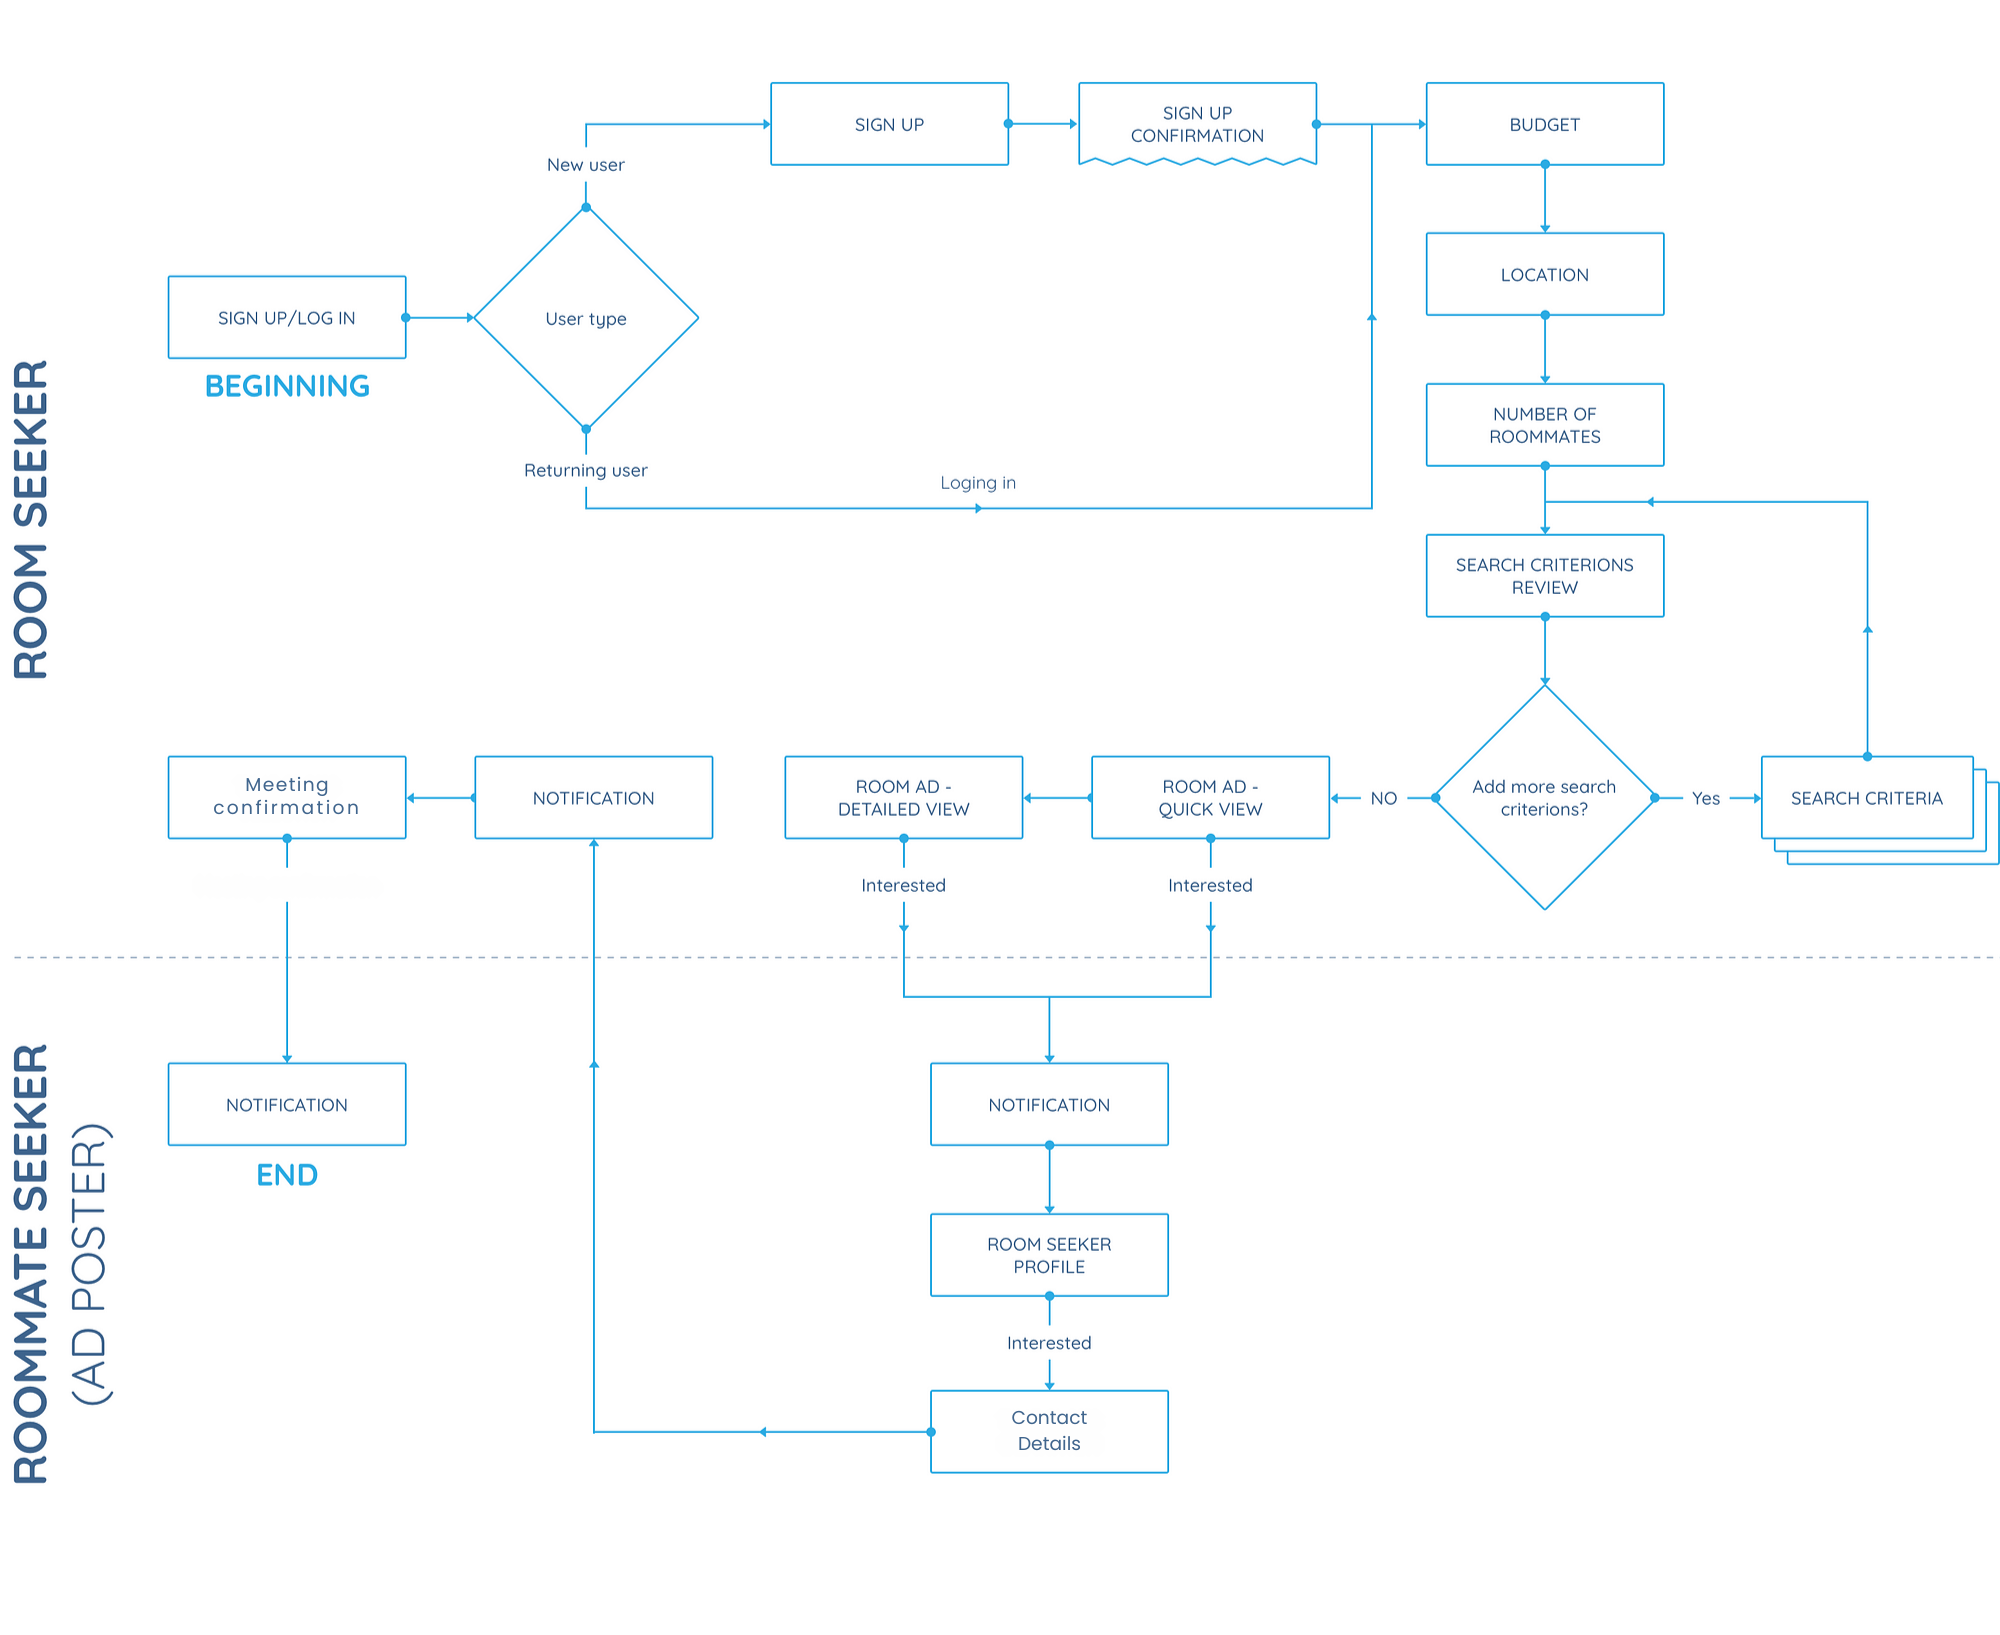 SIGN UP
SIGN UP
CONFIRMATION
BUDGET
New user
LOCATION
SIGN UP/LOG IN
User type
BEGINNING
NUMBER OF
ROOMMATES
Returning user
Loging in
ROOM SEEKER
SEARCH CRITERIONS
REVIEW
Meeting
confirmation
NOTIFICATION
ROOM AD -
DETAILED VIEW
ROOM AD -
QUICK VIEW
NO
Add more search
criterions?
Yes
SEARCH CRITERIA
Interested
Interested
NOTIFICATION
END
NOTIFICATION
ROOMMATE SEEKER
(AD POSTER)
ROOM SEEKER
PROFILE
Interested
Contact
Details